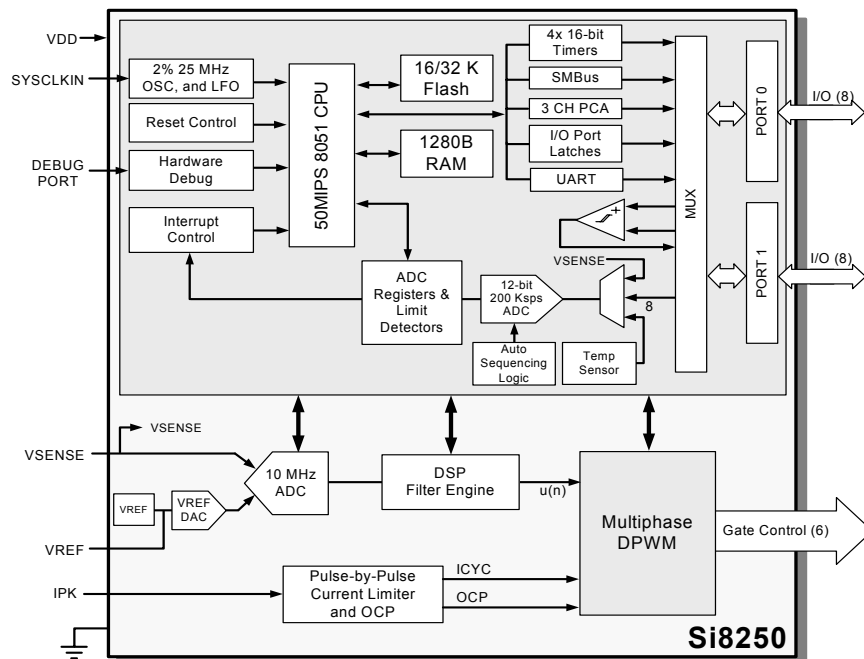 VDD
SYSCLKIN
DEBUG
PORT
2% 25 MHz
OSC, and LFO
Reset Control
Hardware
Debug
Interrupt
Control
50MIPS 8051 CPU
16/32 K
Flash
1280B
RAM
4x 16-bit
Timers
SMBus
3 CH PCA
I/O Port
Latches
UART
MUX
PORT 0
I/O (8)
PORT 1
I/O (8)
+
VSENSE
8
ADC
Registers &
Limit
Detectors
12-bit
200 Ksps
ADC
Auto
Sequencing
Logic
Temp
Sensor
VSENSE
VSENSE
10 MHz
ADC
VREF
VREF
DAC
VREF
DSP
Filter Engine
u(n)
Multiphase
DPWM
Gate Control (6)
IPK
Pulse-by-Pulse
Current Limiter
and OCP
ICYC
OCP
Si8250